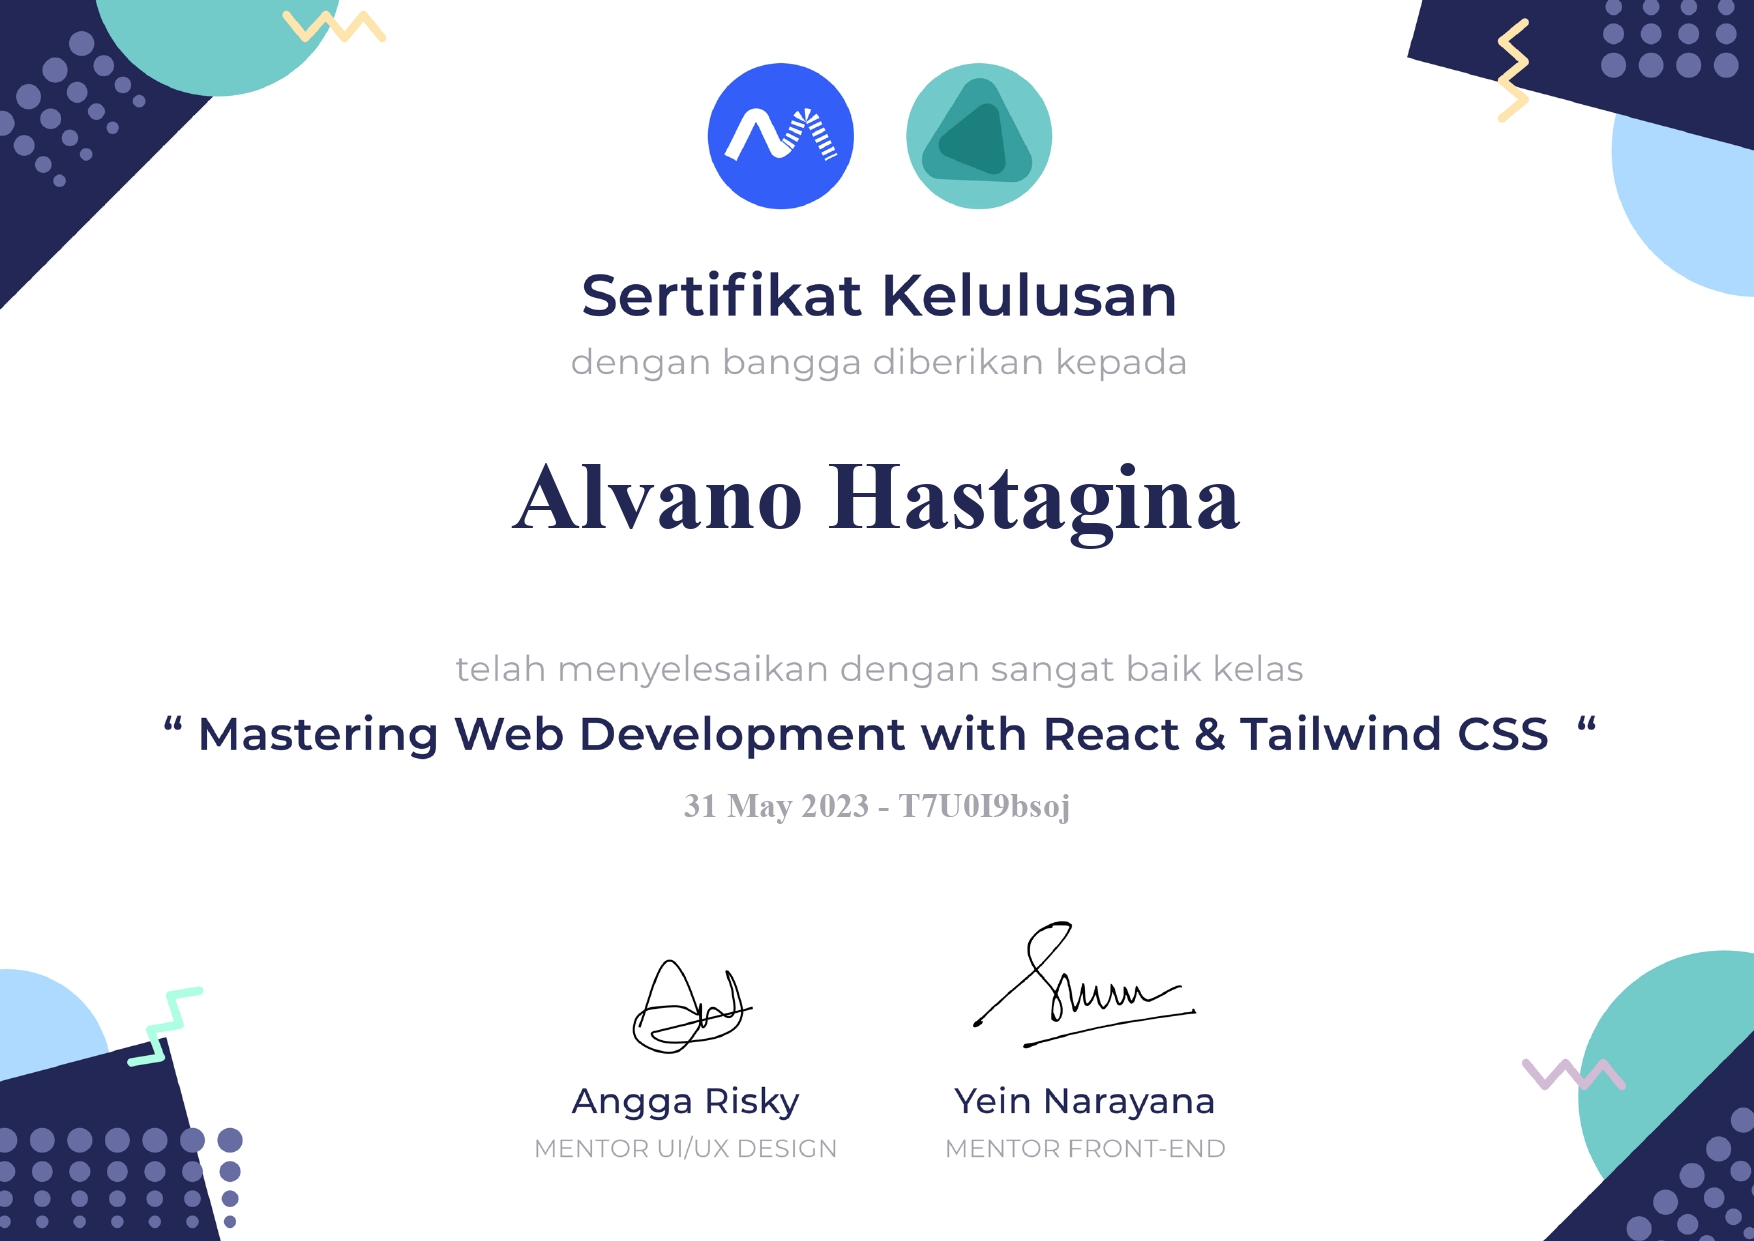 Sertifikat Kelulusan
dengan bangga diberikan kepada
Alvano Hastagina
telah menyelesaikan dengan sangat baik kelas
“ Mastering Web Development with React & Tailwind CSS “
31 May 2023 - T7U0I9bsoj
Angga Risky
MENTOR UI/UX DESIGN
Yein Narayana
MENTOR FRONT-END